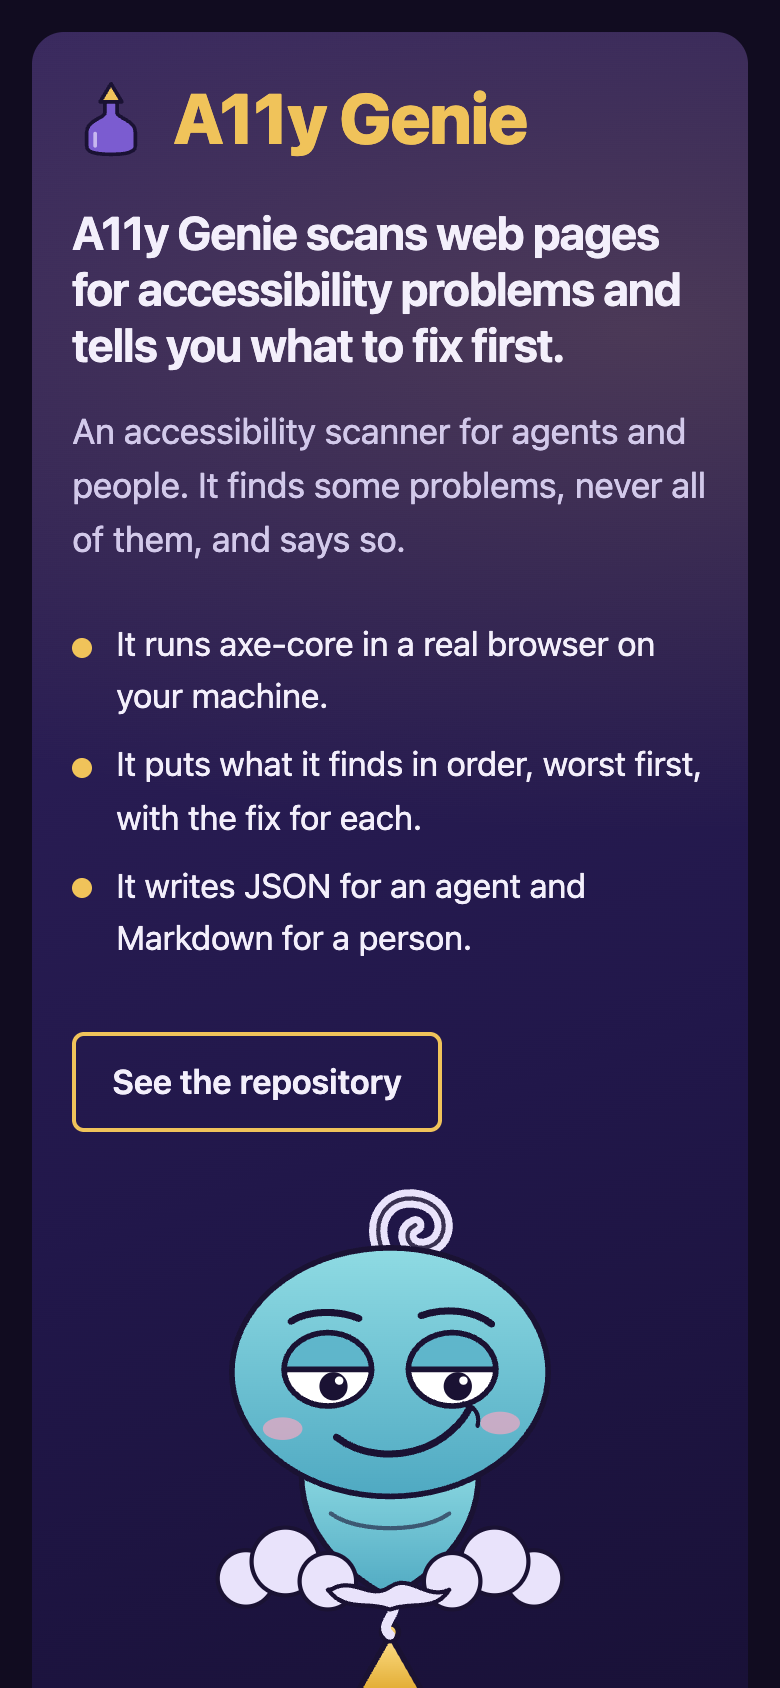 A11y Genie
A11y Genie scans web pages
for accessibility problems and
tells you what to fix first.
An accessibility scanner for agents and
people. It finds some problems, never all
of them, and says so.
It runs axe-core in a real browser on
your machine.
It puts what it finds in order, worst first,
with the fix for each.
It writes JSON for an agent and
Markdown for a person.
See the repository